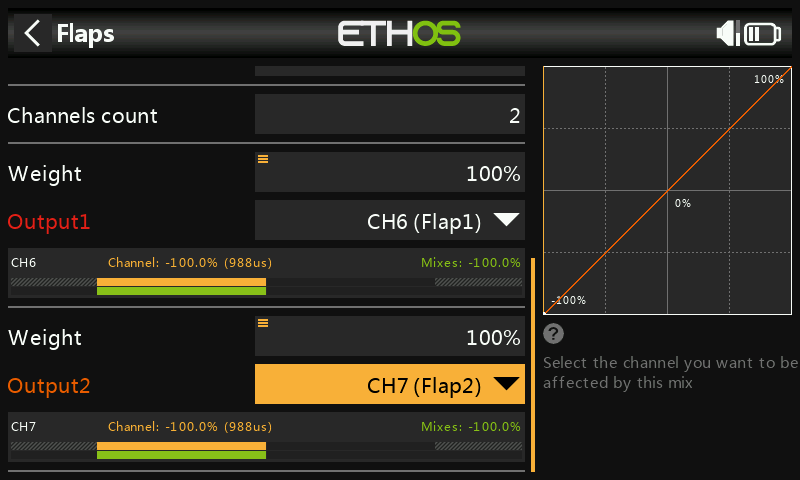 Flaps
ETHOS
Channels count
2
Weight
100%
Output1
CH6 (Flap1)
CH6
Channel: -100.0% (988us)
Mixes: -100.0%
Weight
100%
Output2
CH7 (Flap2)
CH7
Channel: -100.0% (988us)
Mixes: -100.0%
100%
0%
-100%
?
Select the channel you want to be
affected by this mix